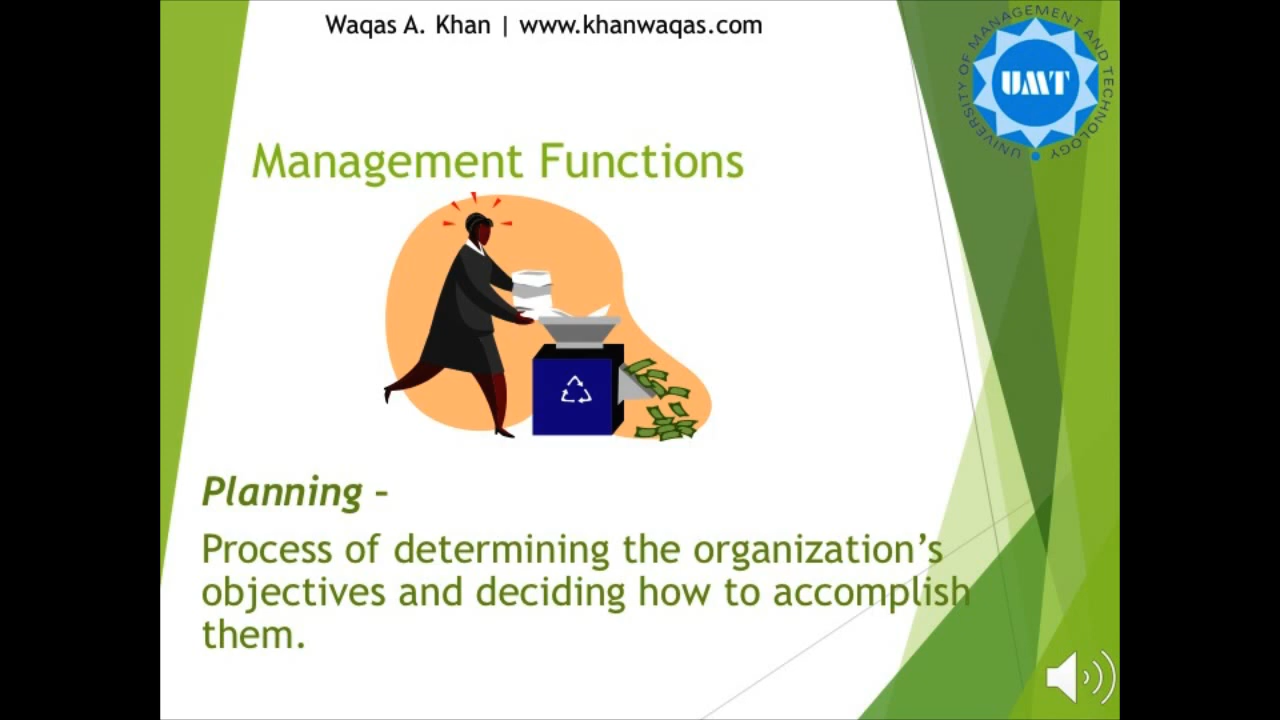 Waqas A. Khan | www.khanwaqas.com
UNIVERSITY OF MANAGEMENT AND TECHNOLOGY
UMT
Management Functions
Planning –
Process of determining the organization’s
objectives and deciding how to accomplish
them.